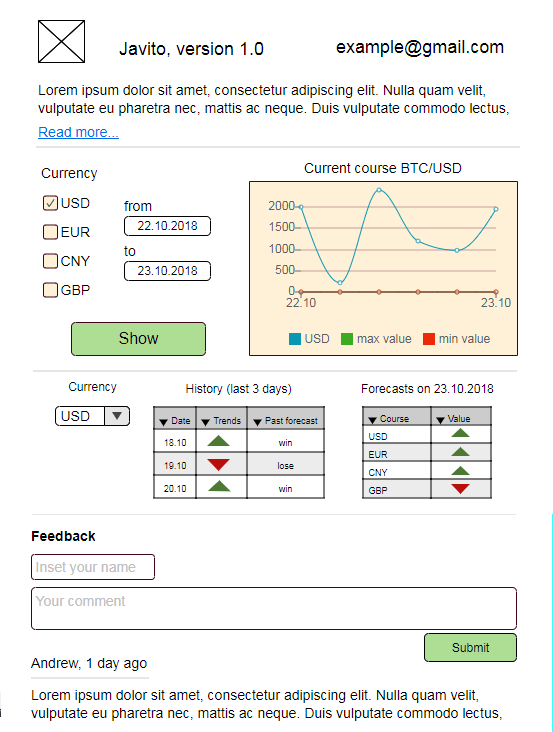 Javito, version 1.0
example@gmail.com
Lorem ipsum dolor sit amet, consectetur adipiscing elit. Nulla quam velit,
vulputate eu pharetra nec, mattis ac neque. Duis vulputate commodo lectus,
Read more...
Currency
USD
EUR
CNY
GBP
from
22.10.2018
to
23.10.2018
Show
Current course BTC/USD
2000
1500
1000
500
0
22.10 23.10
USD max value min value
Currency
USD
History (last 3 days)
Date Trends Past forecast
18.10 win
19.10 lose
20.10 win
Forecasts on 23.10.2018
Course Value
USD
EUR
CNY
GBP
Feedback
Inset your name
Your comment
Submit
Andrew, 1 day ago
Lorem ipsum dolor sit amet, consectetur adipiscing elit. Nulla quam velit,
vulputate eu pharetra nec, mattis ac neque. Duis vulputate commodo lectus,